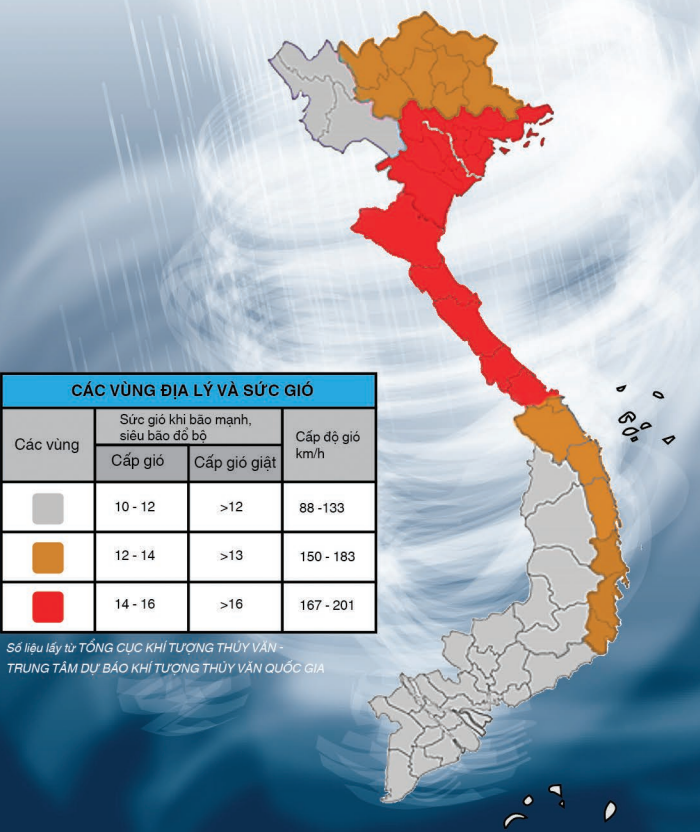 CÁC VÙNG ĐỊA LÝ VÀ SỨC GIÓ
Các vùng
Sức gió khi bão mạnh,
siêu bão đổ bộ
Cấp gió
Cấp gió giật
Cấp độ gió
km/h
10 - 12
>12
88 -133
12 - 14
>13
150 - 183
14 - 16
>16
167 - 201
Số liệu lấy từ TỔNG CỤC KHÍ TƯỢNG THỦY VĂN -
TRUNG TÂM DỰ BÁO KHÍ TƯỢNG THỦY VĂN QUỐC GIA